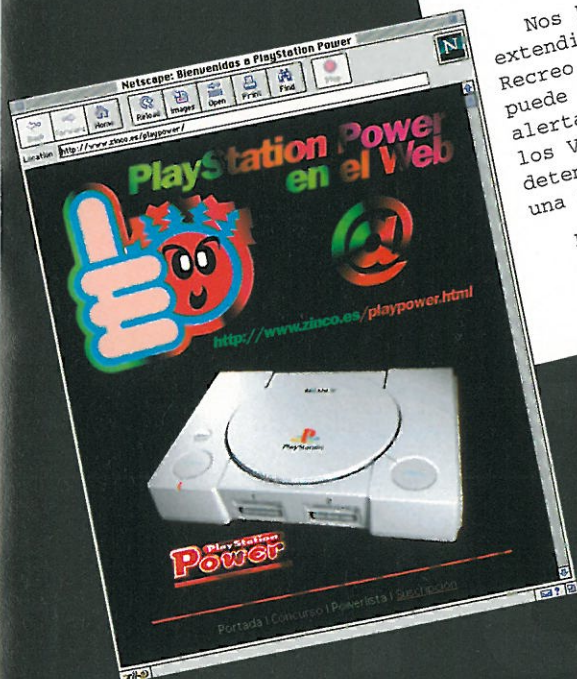 Netscape: Bienvenidos a PlayStation Power
Back Forward Home Reload Images Open Print Find Stop
Location: http://www.zinco.es/playpower/
PlayStation Power
en el Web
http://www.zinco.es/playpower.html
PlayStation
PlayStation
Power
Portada | Concurso | Powerlista | Suscripción
Nos
extendi
Recreo
puede
alerta
los V
deter
una